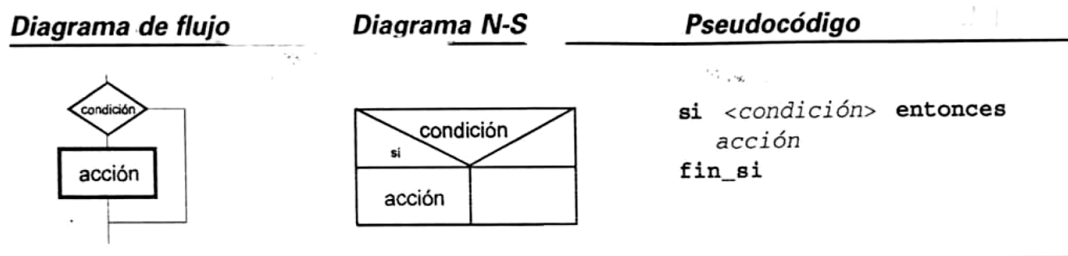 Diagrama de flujo
Diagrama N-S
Pseudocódigo
condición
acción
condición
si
acción
si <condición> entonces
acción
fin_si